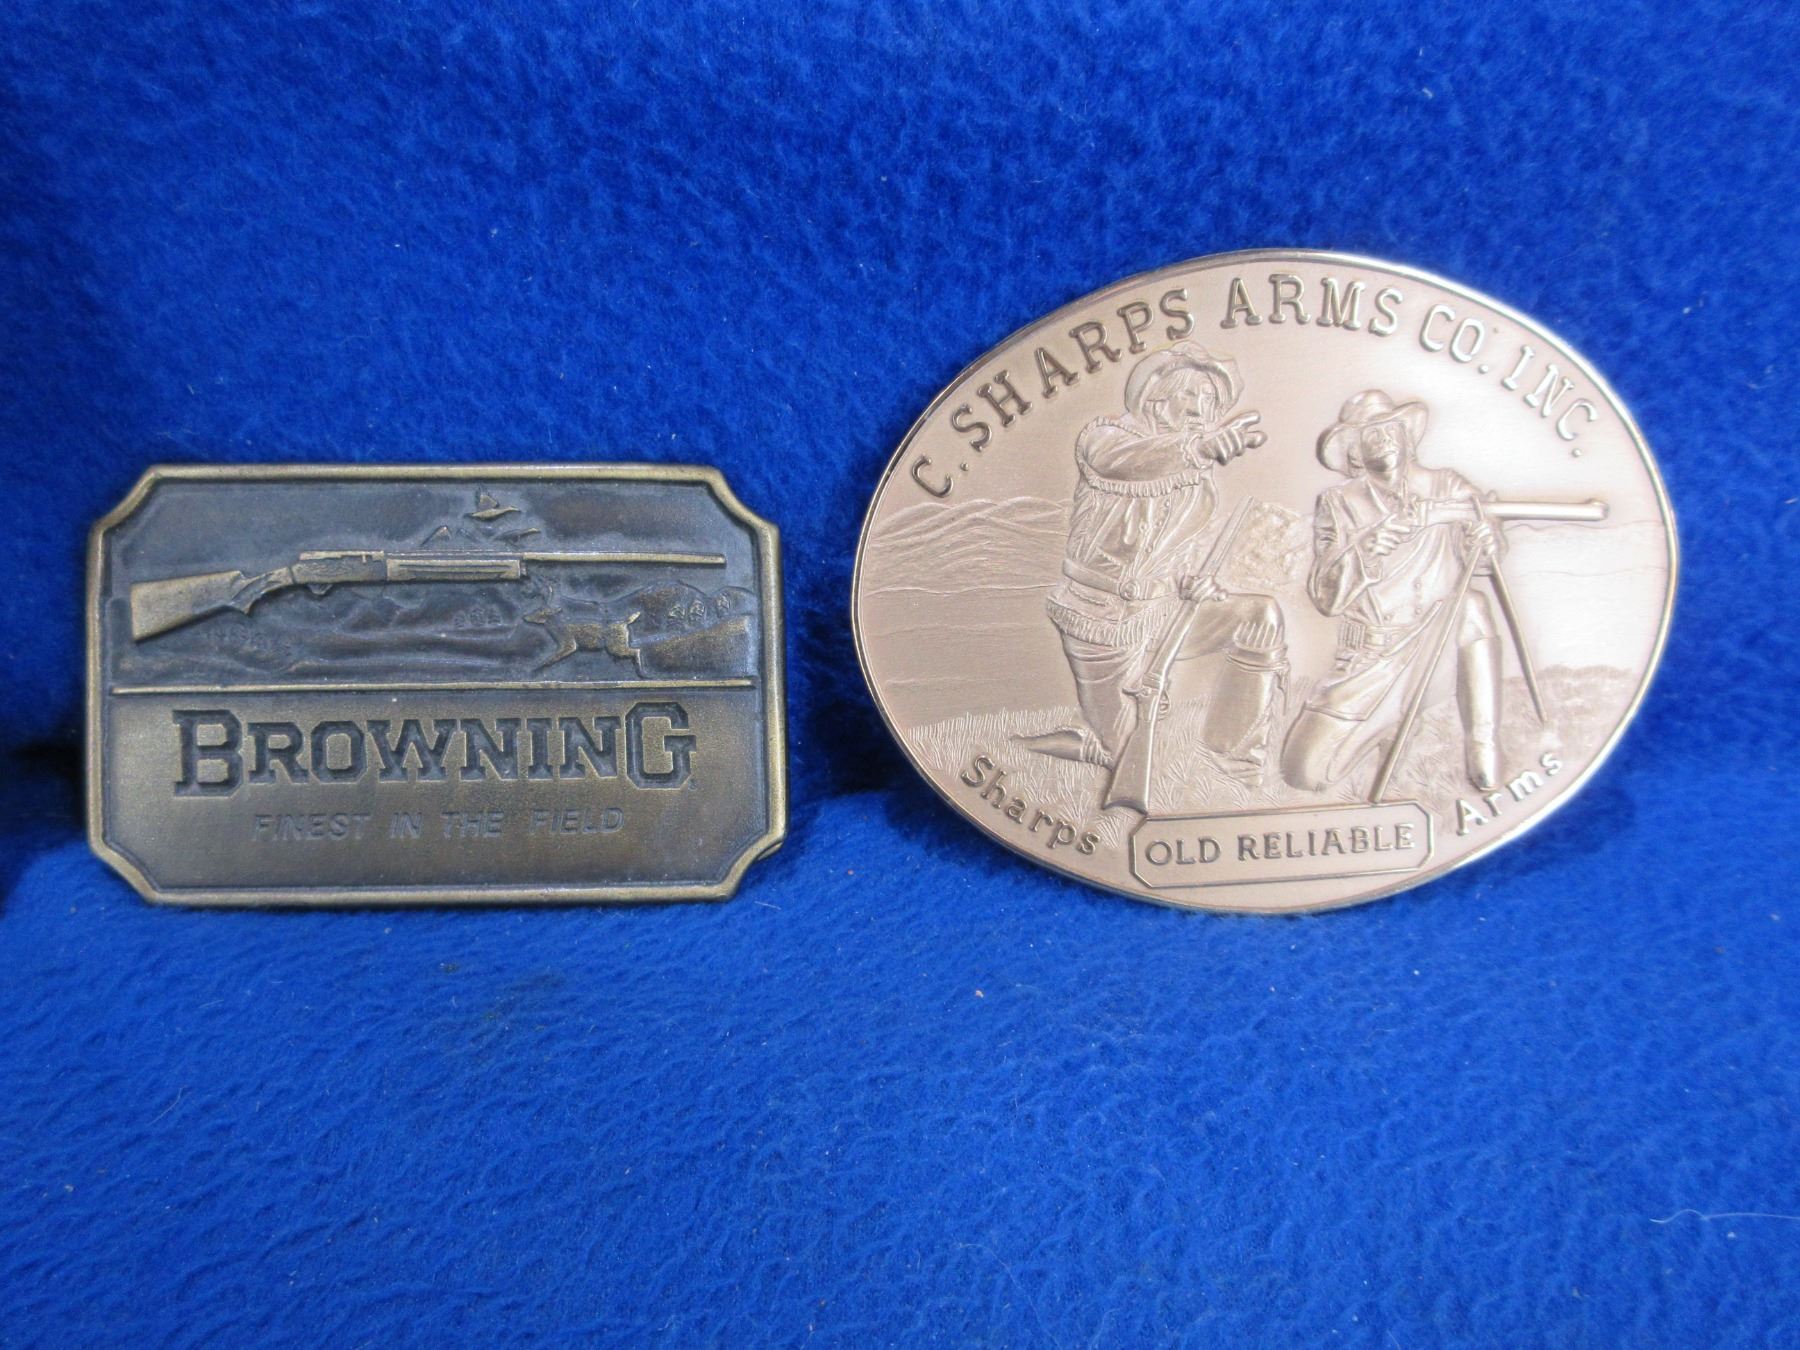 BROWNING
FINEST IN THE FIELD
C. SHARPS ARMS CO. INC.
Sharps OLD RELIABLE Arms